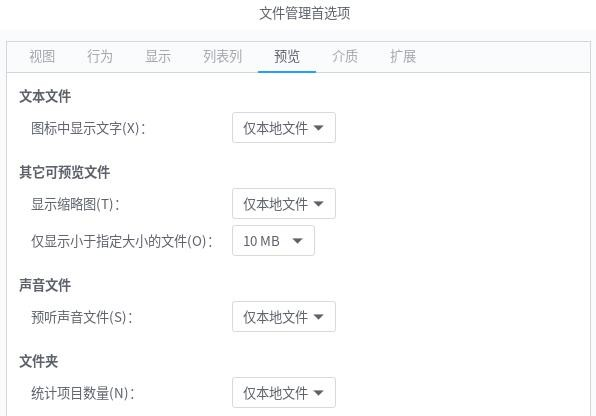 文件管理首选项
视图 行为 显示 列表列 预览 介质 扩展
文本文件
图标中显示文字(X)： 仅本地文件
其它可预览文件
显示缩略图(T)： 仅本地文件
仅显示小于指定大小的文件(O)： 10 MB
声音文件
预听声音文件(S)： 仅本地文件
文件夹
统计项目数量(N)： 仅本地文件